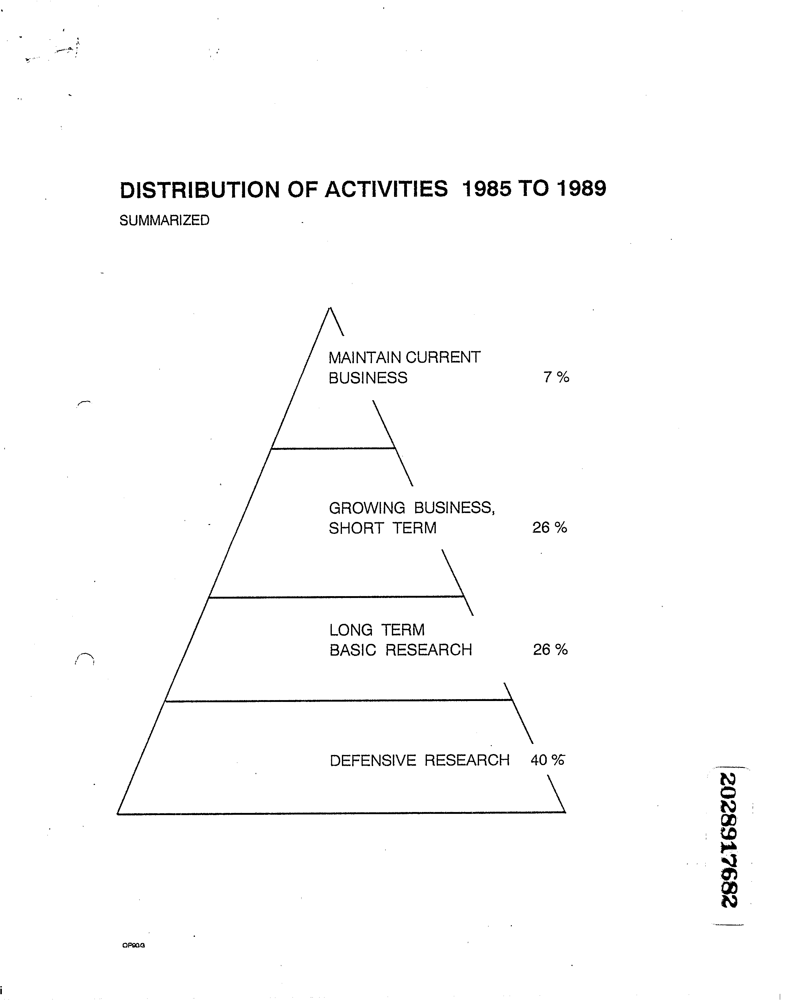 DISTRIBUTION OF ACTIVITIES 1985 TO 1989
SUMMARIZED
MAINTAIN CURRENT
BUSINESS 7 %
GROWING BUSINESS,
SHORT TERM 26 %
LONG TERM
BASIC RESEARCH 26 %
DEFENSIVE RESEARCH 40 %
2028917682